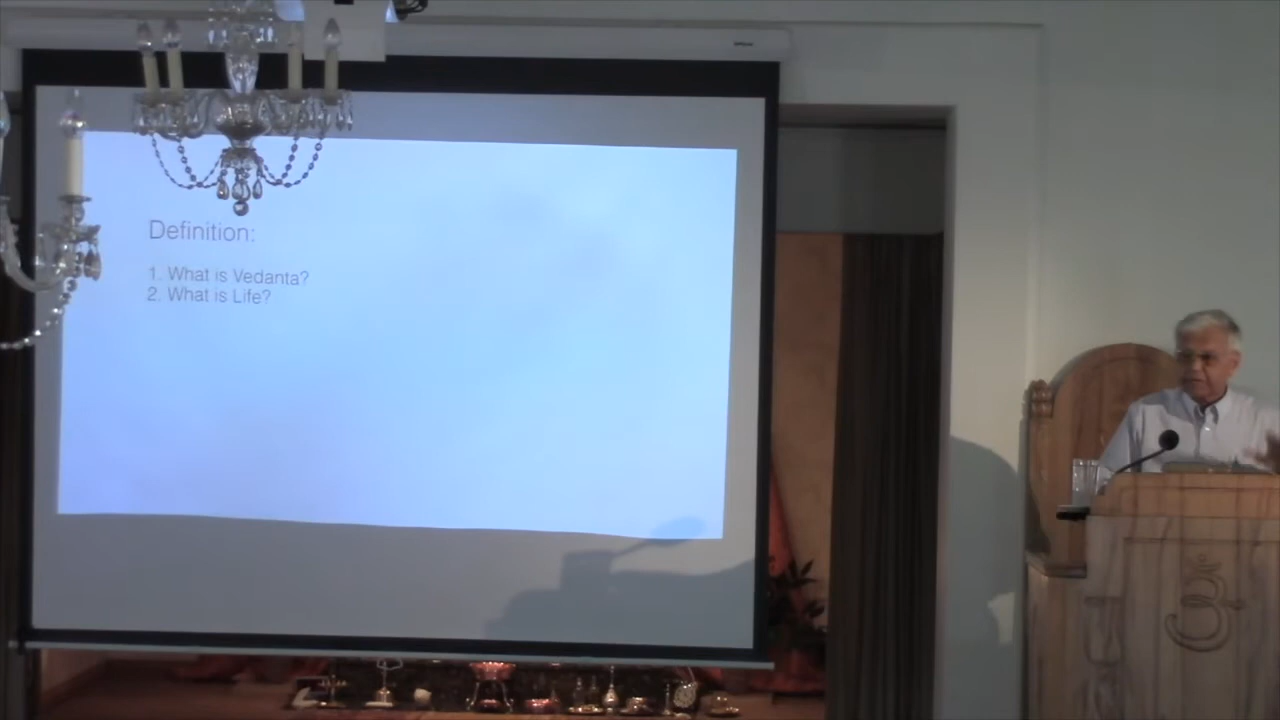 Definition:
1. What is Vedanta?
2. What is Life?
ॐ